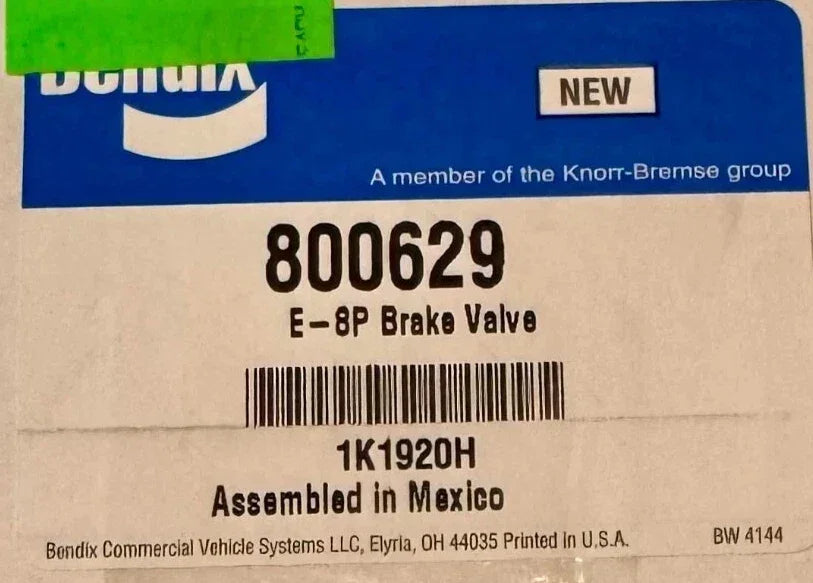 Bendix
NEW
A member of the Knorr-Bremse group
800629
E-8P Brake Valve
1K1920H
Assembled in Mexico
Bendix Commercial Vehicle Systems LLC, Elyria, OH 44035 Printed in U.S.A.
BW 4144